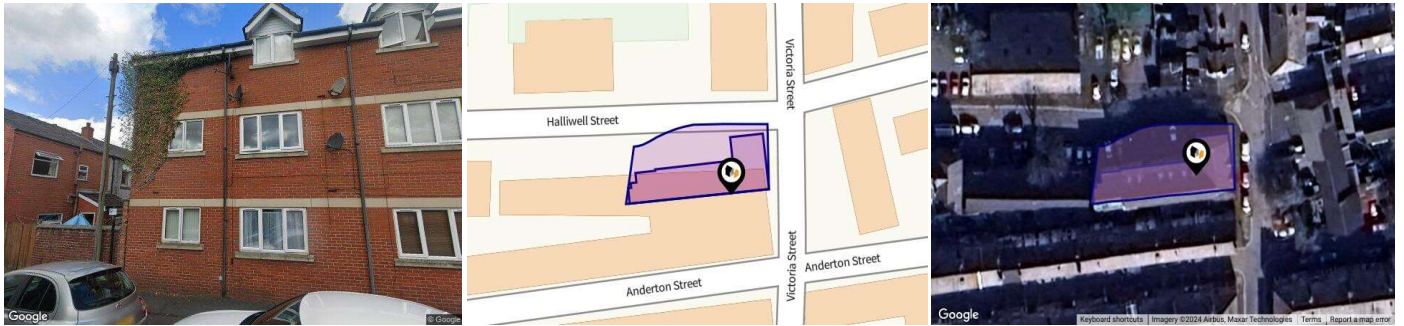 Google
© Google
Halliwell Street
Victoria Street
Victoria Street
Anderton Street
Anderton Street
Google
Keyboard shortcuts
Imagery ©2024 Airbus, Maxar Technologies
Terms
Report a map error